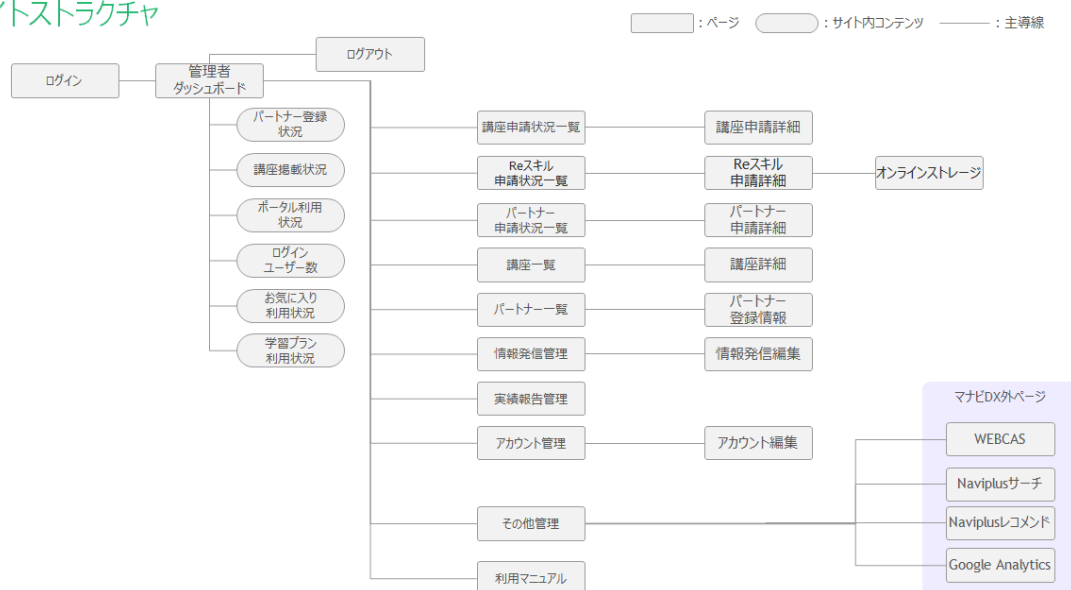 イトストラクチャ
：ページ
：サイト内コンテンツ
：主導線
ログアウト
ログイン
管理者
ダッシュボード
パートナー登録
状況
講座掲載状況
ポータル利用
状況
ログイン
ユーザー数
お気に入り
利用状況
学習プラン
利用状況
講座申請状況一覧
講座申請詳細
Reスキル
申請状況一覧
Reスキル
申請詳細
オンラインストレージ
パートナー
申請状況一覧
パートナー
申請詳細
講座一覧
講座詳細
パートナー一覧
パートナー
登録情報
情報発信管理
情報発信編集
実績報告管理
アカウント管理
アカウント編集
その他管理
利用マニュアル
マナビDX外ページ
WEBCAS
Naviplusサーチ
Naviplusレコメンド
Google Analytics